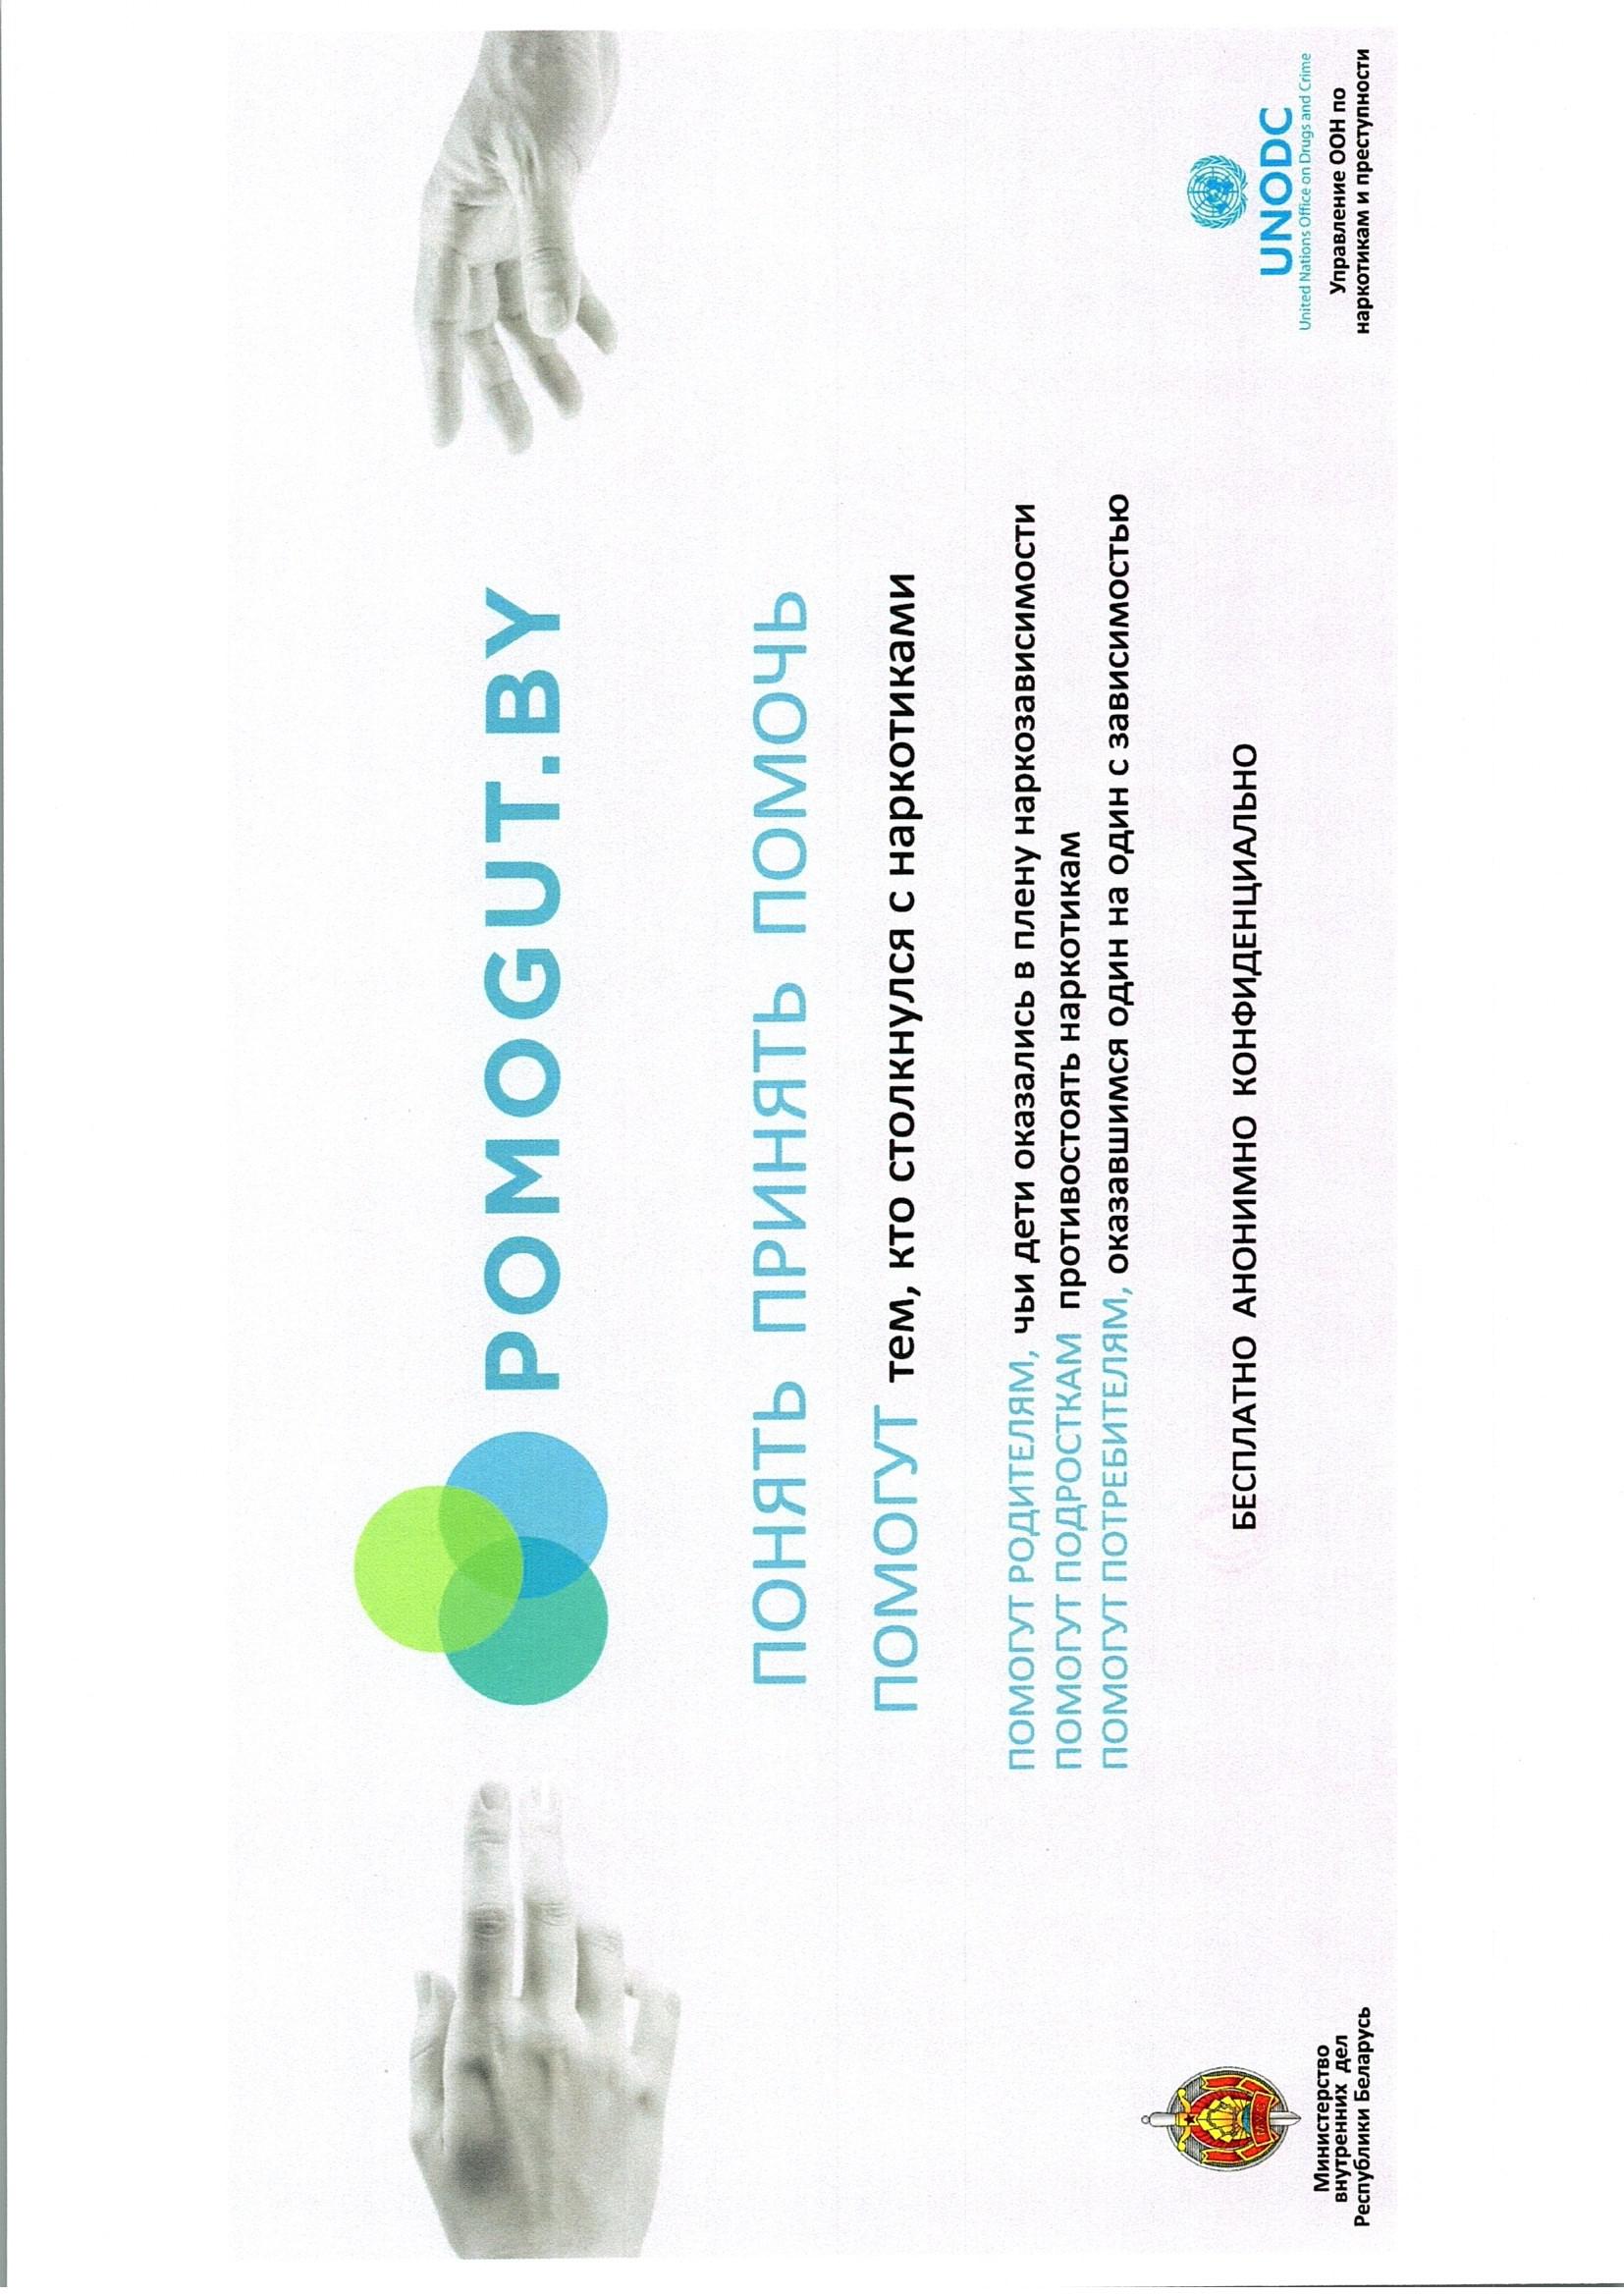 POMOGUT.BY
ПОНЯТЬ ПРИНЯТЬ ПОМОЧЬ
ПОМОГУТ тем, кто столкнулся с наркотиками
ПОМОГУТ РОДИТЕЛЯМ, чьи дети оказались в плену наркозависимости
ПОМОГУТ ПОДРОСТКАМ противостоять наркотикам
ПОМОГУТ ПОТРЕБИТЕЛЯМ, оказавшимся один на один с зависимостью
БЕСПЛАТНО АНОНИМНО КОНФИДЕНЦИАЛЬНО
Министерство
внутренних дел
Республики Беларусь
UNODC
United Nations Office on Drugs and Crime
Управление ООН по
наркотикам и преступности